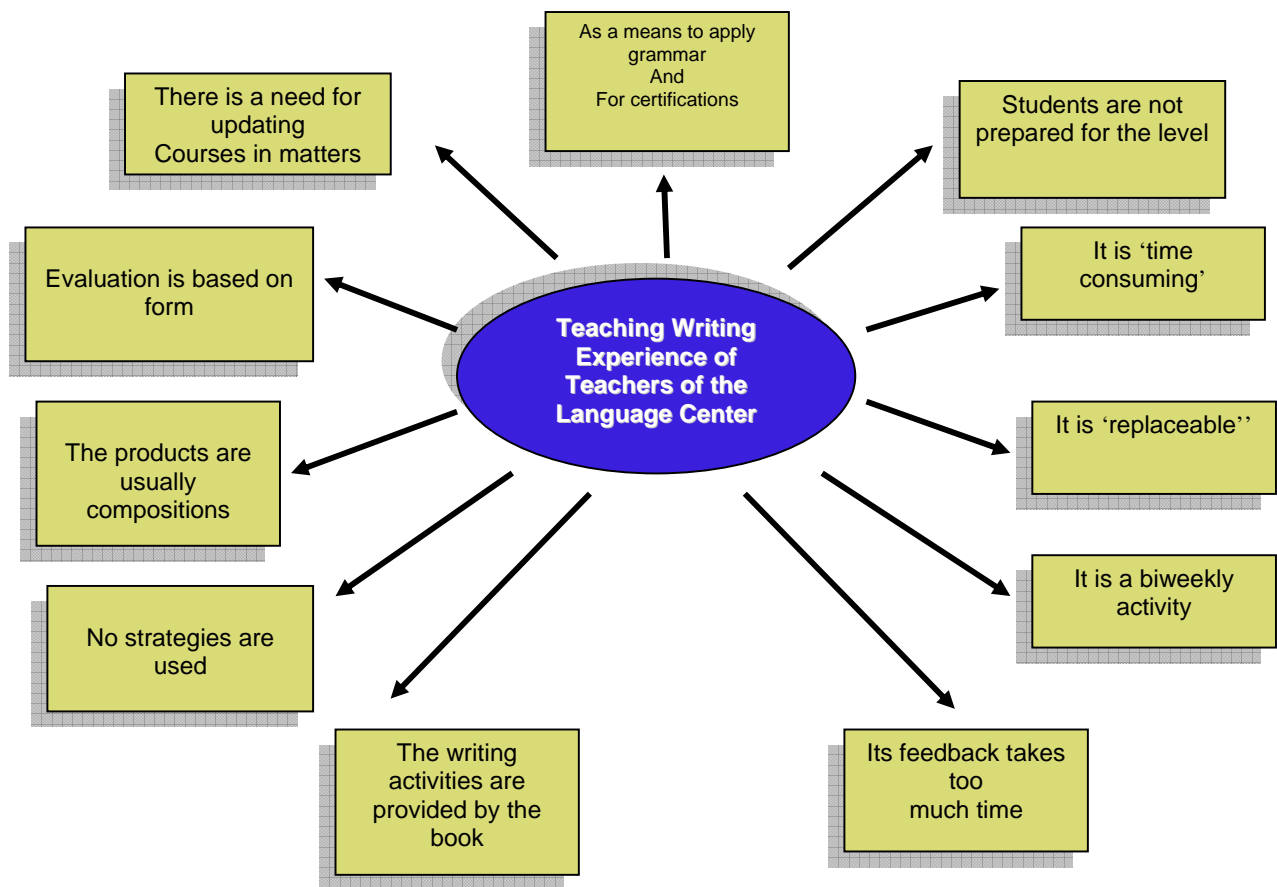 As a means to apply
grammar
And
For certifications
There is a need for
updating
Courses in matters
Students are not
prepared for the level
Evaluation is based on
form
It is ‘time
consuming’
Teaching Writing
Experience of
Teachers of the
Language Center
The products are
usually
compositions
It is ‘replaceable’’
No strategies are
used
It is a biweekly
activity
The writing
activities are
provided by the
book
Its feedback takes
too
much time